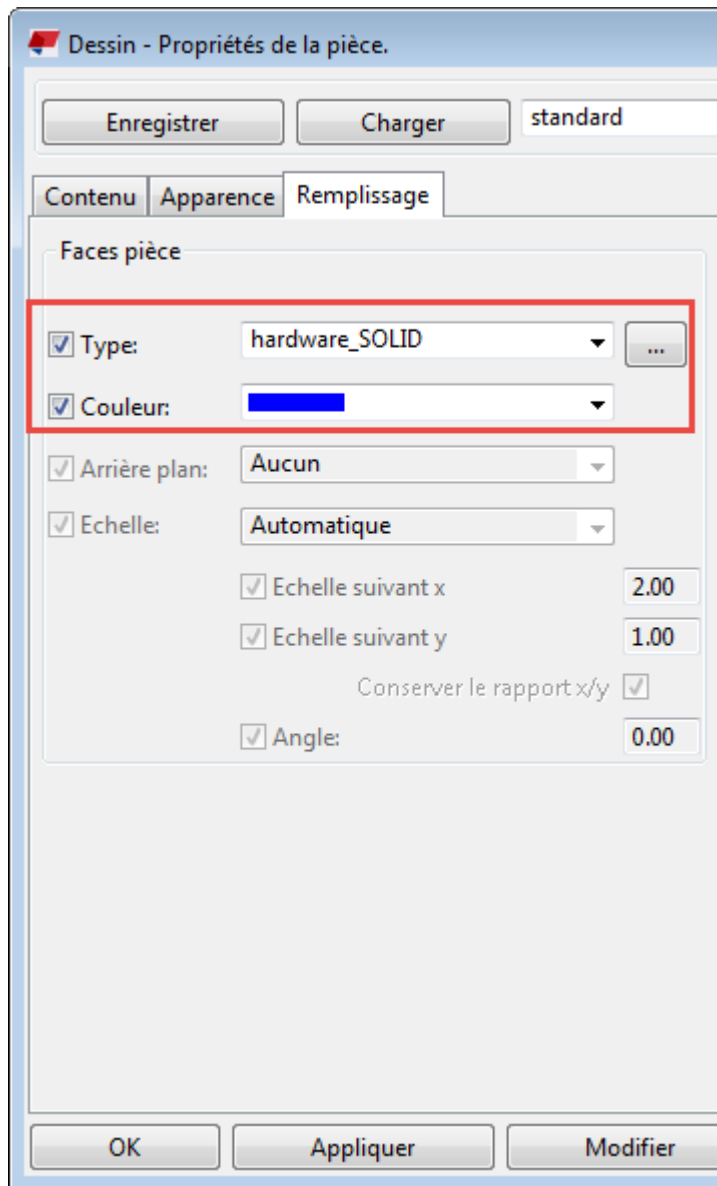 Dessin - Propriétés de la pièce.
Enregistrer Charger standard
Contenu Apparence Remplissage
Faces pièce
Type: hardware_SOLID ...
Couleur:
Arrière plan: Aucun
Echelle: Automatique
Echelle suivant x 2.00
Echelle suivant y 1.00
Conserver le rapport x/y
Angle: 0.00
OK Appliquer Modifier